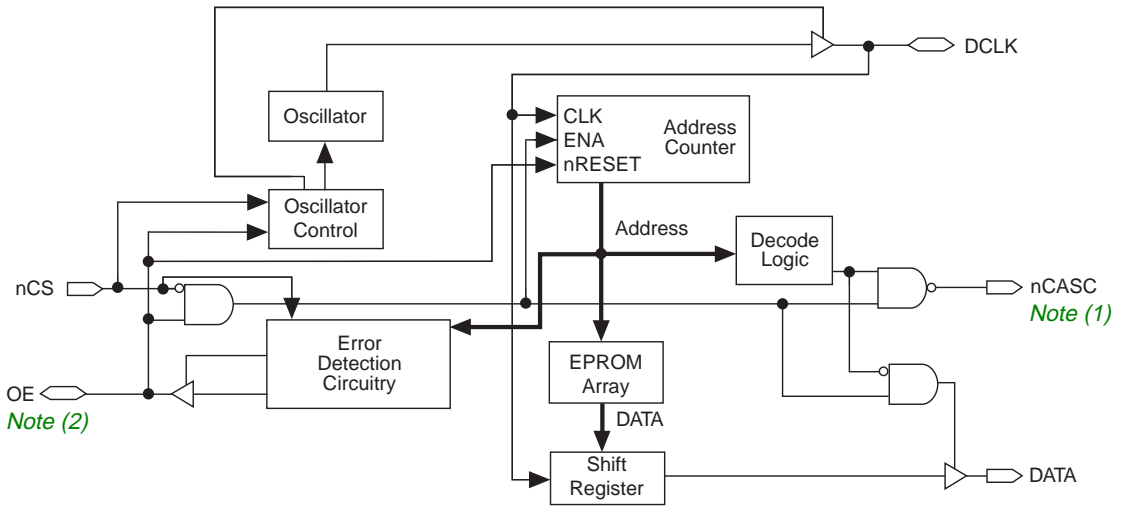 DCLK
Oscillator
CLK
ENA
nRESET
Address
Counter
Oscillator
Control
Address
Decode
Logic
nCS
nCASC
Note (1)
Error
Detection
Circuitry
EPROM
Array
OE
Note (2)
DATA
Shift
Register
DATA